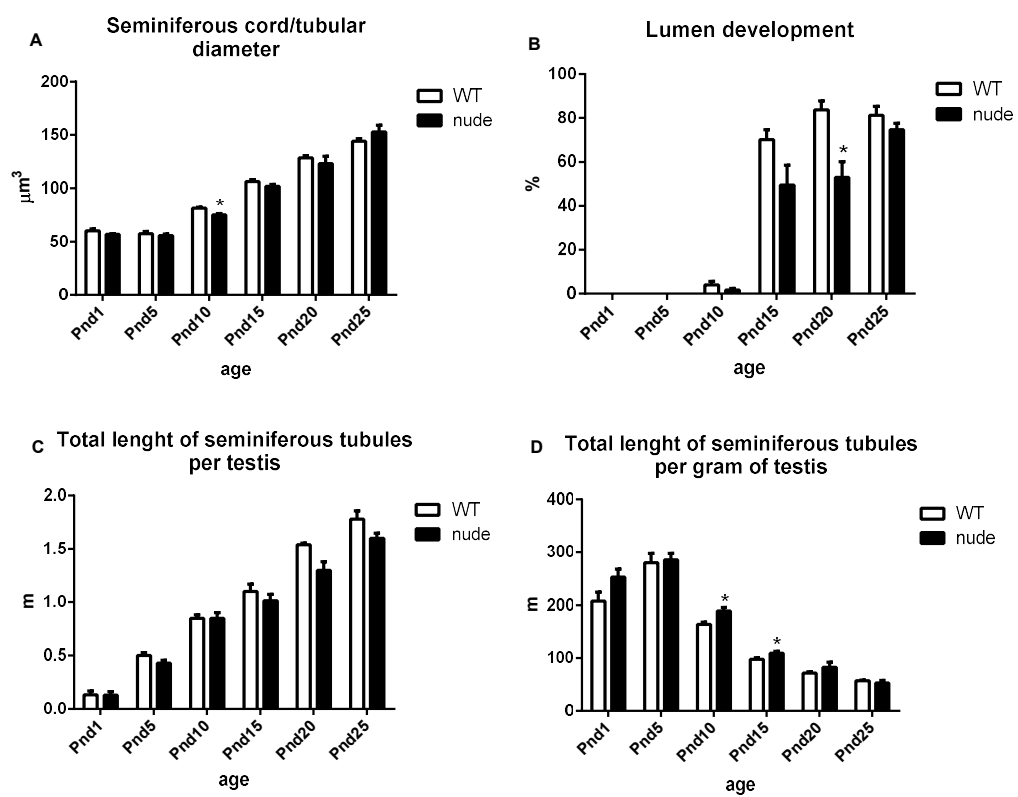 A
Seminiferous cord/tubular
diameter
200
150
100
50
0
μm³
WT
nude
*
Pnd1
Pnd5
Pnd10
Pnd15
Pnd20
Pnd25
age
B
Lumen development
100
80
60
40
20
0
%
WT
nude
*
Pnd1
Pnd5
Pnd10
Pnd15
Pnd20
Pnd25
age
C
Total lenght of seminiferous tubules
per testis
2.0
1.5
1.0
0.5
0.0
m
WT
nude
Pnd1
Pnd5
Pnd10
Pnd15
Pnd20
Pnd25
age
D
Total lenght of seminiferous tubules
per gram of testis
400
300
200
100
0
m
WT
nude
*
*
Pnd1
Pnd5
Pnd10
Pnd15
Pnd20
Pnd25
age